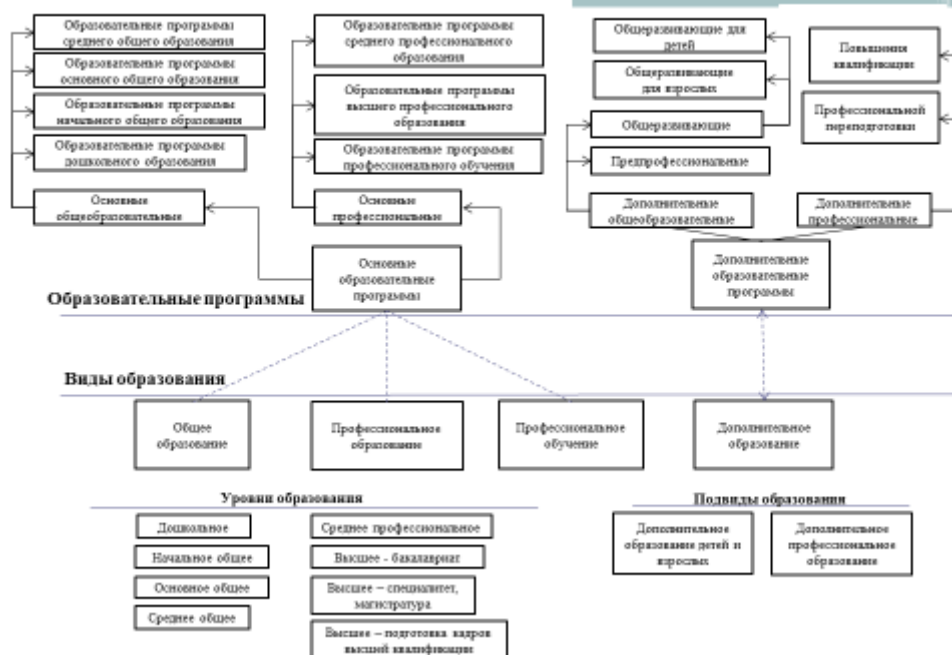 Образовательные программы
среднего общего образования
Образовательные программы
основного общего образования
Образовательные программы
начального общего образования
Образовательные программы
дошкольного образования
Основные
общеобразовательные
Образовательные программы
среднего профессионального
образования
Образовательные программы
высшего профессионального
образования
Образовательные программы
профессионального обучения
Основные
профессиональные
Основные
образовательные
программы
Общеразвивающие для
детей
Общеразвивающие
для взрослых
Общеразвивающие
Предпрофессиональные
Дополнительные
общеобразовательные
Повышения
квалификации
Профессиональной
переподготовки
Дополнительные
профессиональные
Дополнительные
образовательные
программы
Образовательные программы
Виды образования
Общее
образование
Профессиональное
образование
Профессиональное
обучение
Дополнительное
образование
Уровни образования
Дошкольное
Начальное общее
Основное общее
Среднее общее
Среднее профессиональное
Высшее - бакалавриат
Высшее – специалитет,
магистратура
Высшее – подготовка кадров
высшей квалификации
Подвиды образования
Дополнительное
образование детей и
взрослых
Дополнительное
профессиональное
образование